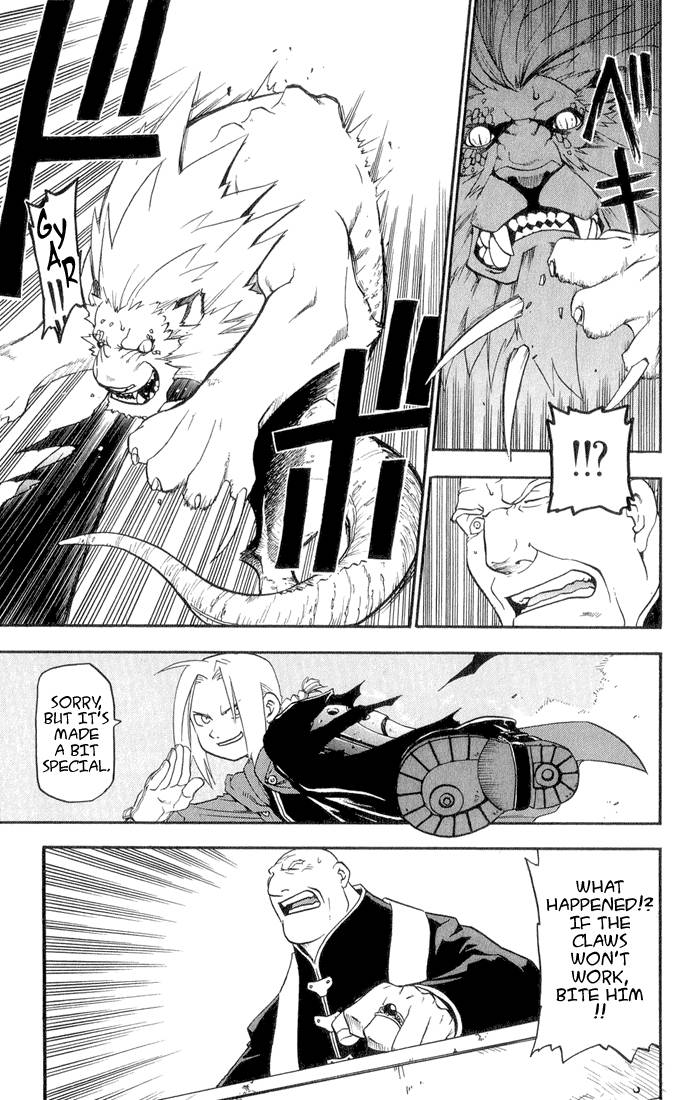 ベ
キ
ド
ボ
GyAR
!!
!!?
SORRY,
BUT IT'S
MADE
A BIT
SPECIAL.
WHAT
HAPPENED!?
IF THE
CLAWS
WON'T
WORK,
BITE HIM
!!